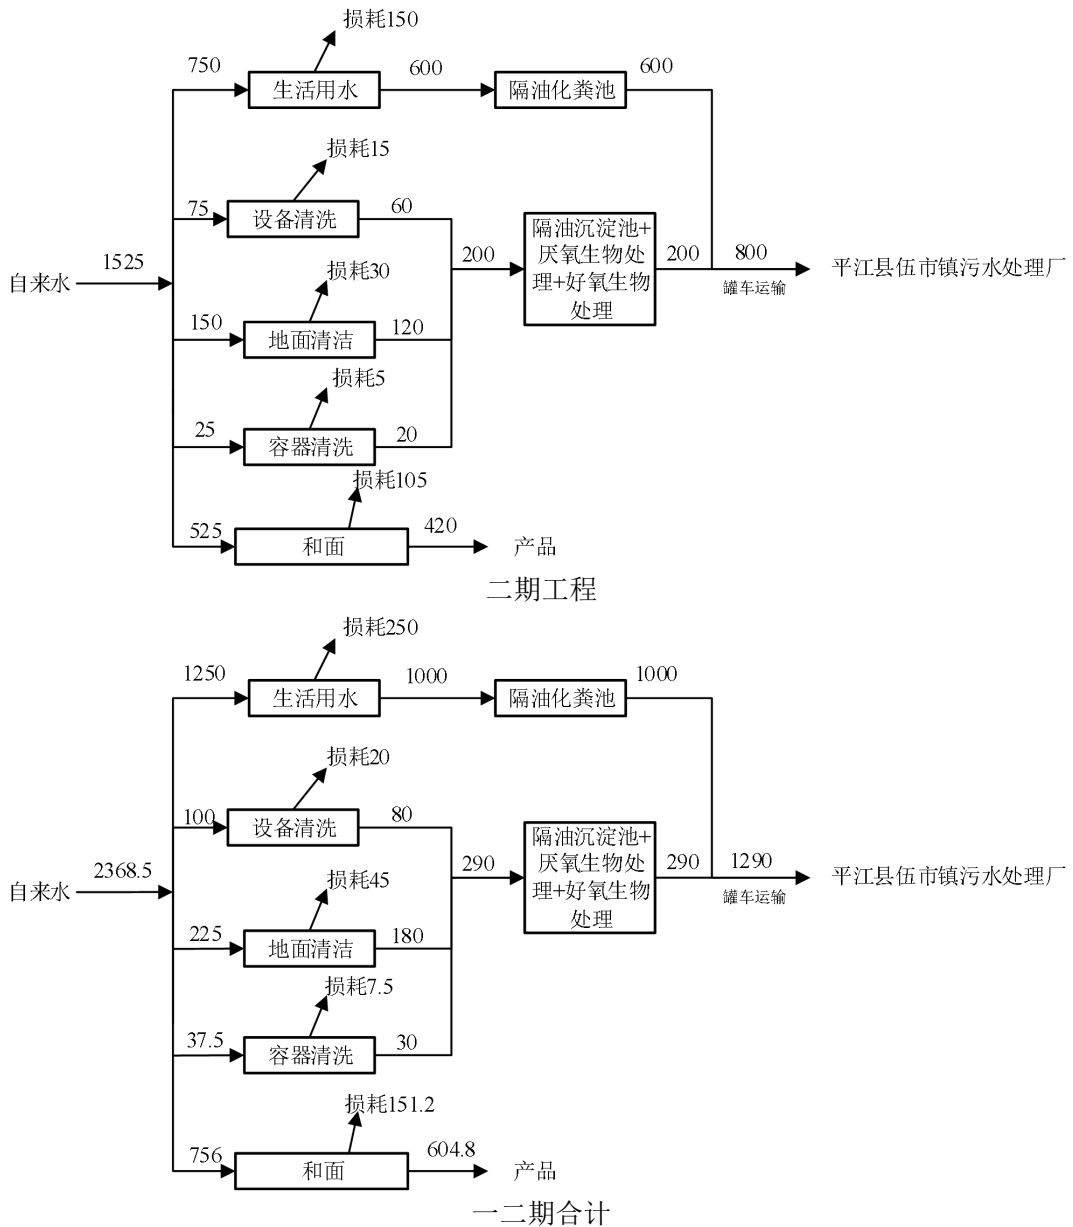 损耗150
750
生活用水
600
隔油化粪池
600
损耗15
75
设备清洗
60
自来水
1525
损耗30
150
地面清洁
120
200
隔油沉淀池+
厌氧生物处
理+好氧生物
处理
200
800
罐车运输
平江县伍市镇污水处理厂
损耗5
25
容器清洗
20
损耗105
525
和面
420
产品
二期工程
损耗250
1250
生活用水
1000
隔油化粪池
1000
损耗20
100
设备清洗
80
自来水
2368.5
损耗45
225
地面清洁
180
290
隔油沉淀池+
厌氧生物处
理+好氧生物
处理
290
1290
罐车运输
平江县伍市镇污水处理厂
损耗7.5
37.5
容器清洗
30
损耗151.2
756
和面
604.8
产品
一二期合计